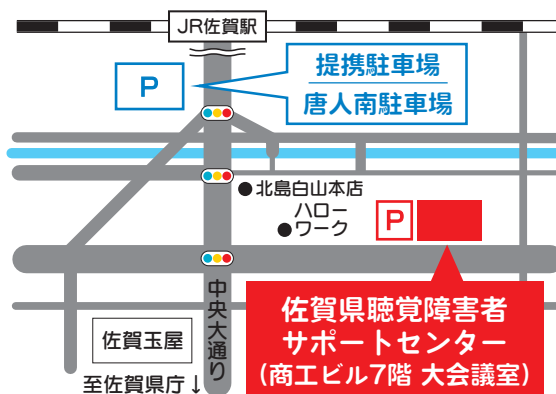 JR佐賀駅
P
提携駐車場
唐人南駐車場
北島白山本店
ハロー
ワーク
P
中央大通り
佐賀県聴覚障害者
サポートセンター
(商工ビル7階 大会議室)
佐賀玉屋
至佐賀県庁↓